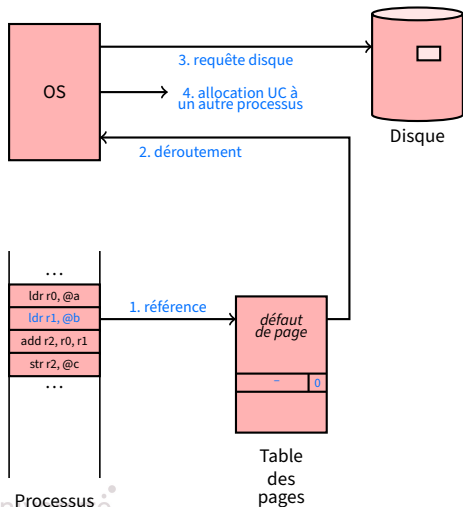 OS
3. requête disque
4. allocation UC à
un autre processus
2. déroutement
Disque
...
ldr r0, @a
ldr r1, @b
add r2, r0, r1
str r2, @c
...
1. référence
défaut
de page
– 0
Table
des
pages
Processus